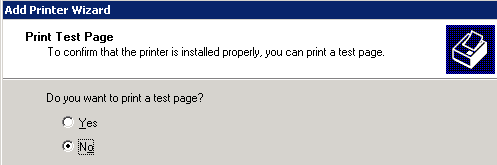 Add Printer Wizard
Print Test Page
To confirm that the printer is installed properly, you can print a test page.
Do you want to print a test page?
Yes
No